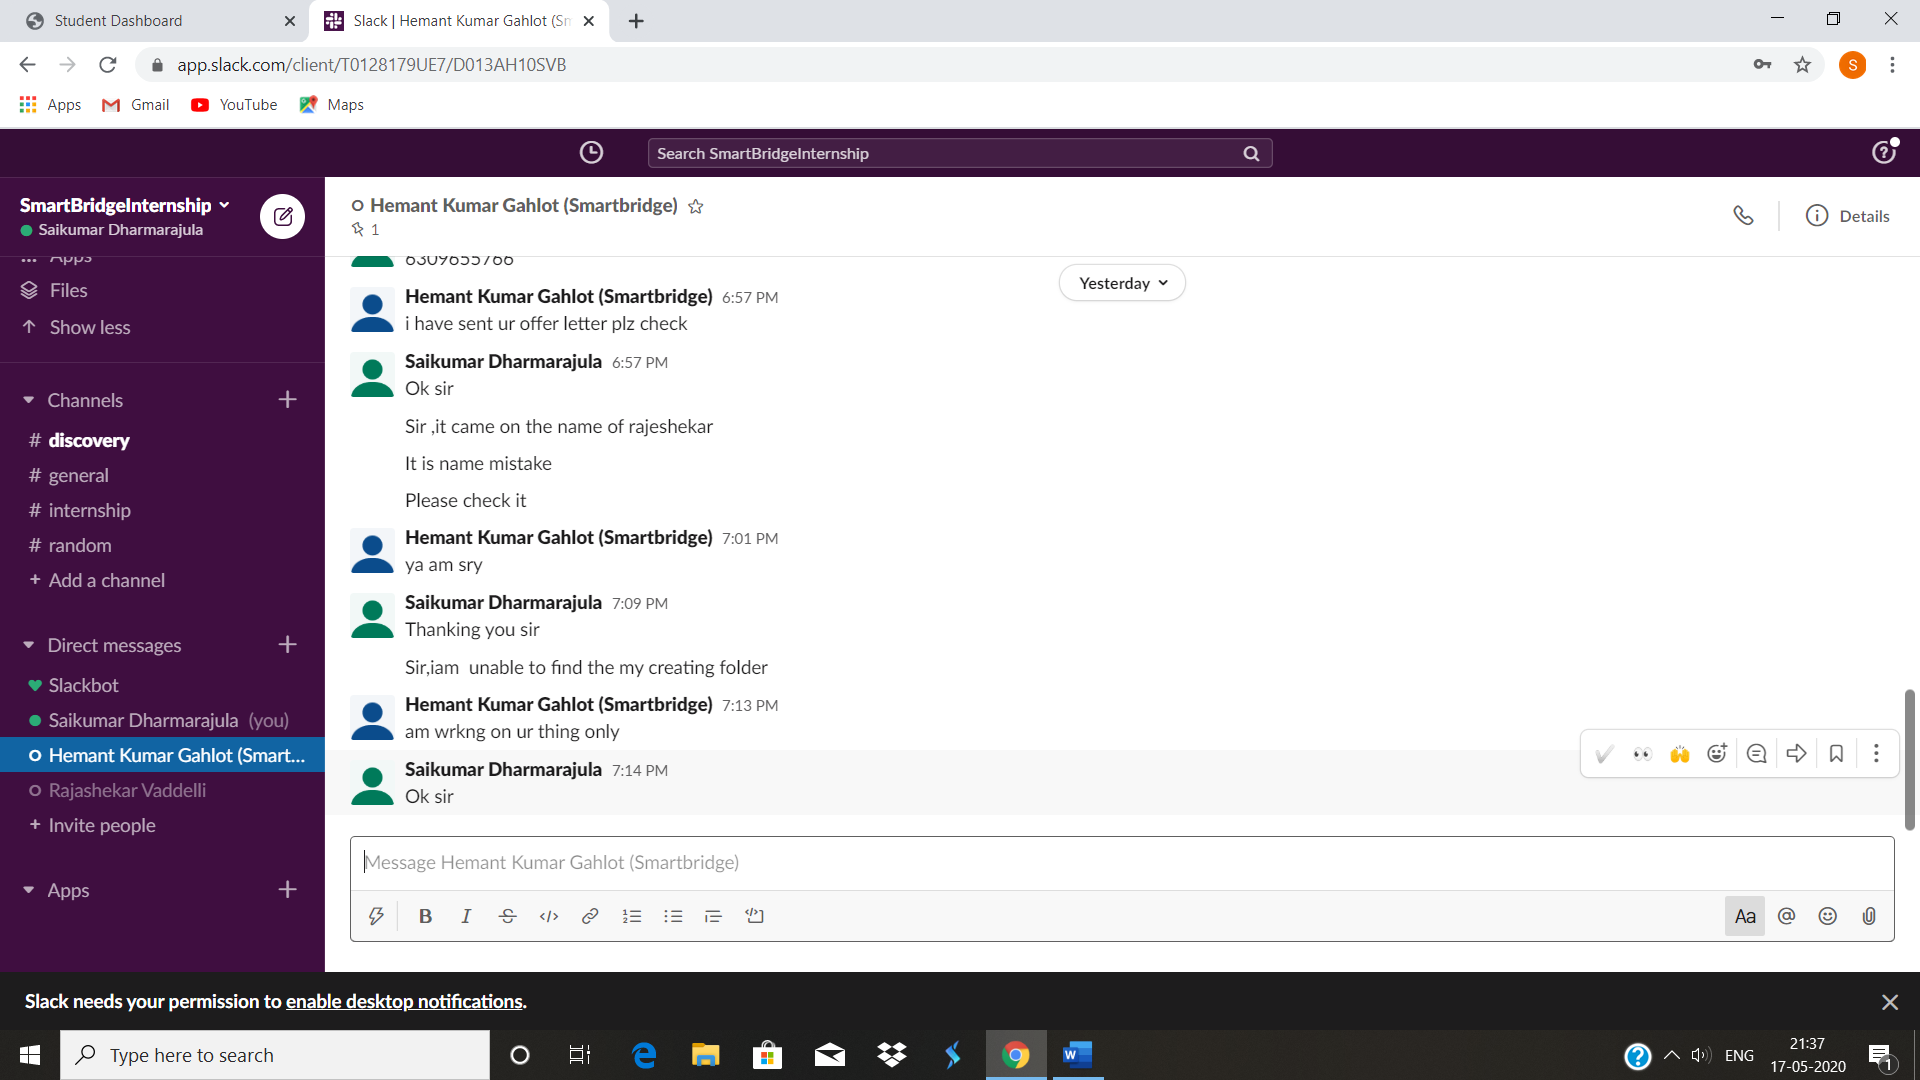 Student Dashboard
Slack | Hemant Kumar Gahlot (Sm
app.slack.com/client/T0128179UE7/D013AH10SVB
S
Apps
Gmail
YouTube
Maps
Search SmartBridgeInternship
SmartBridgeInternship
Saikumar Dharmarajula
Hemant Kumar Gahlot (Smartbridge)
1
Details
Apps
Files
Show less
Channels
# discovery
# general
# internship
# random
+ Add a channel
Direct messages
Slackbot
Saikumar Dharmarajula (you)
Hemant Kumar Gahlot (Smart...
Rajashekar Vaddelli
+ Invite people
Apps
6309655766
Yesterday
Hemant Kumar Gahlot (Smartbridge) 6:57 PM
i have sent ur offer letter plz check
Saikumar Dharmarajula 6:57 PM
Ok sir
Sir ,it came on the name of rajeshekar
It is name mistake
Please check it
Hemant Kumar Gahlot (Smartbridge) 7:01 PM
ya am sry
Saikumar Dharmarajula 7:09 PM
Thanking you sir
Sir,iam  unable to find the my creating folder
Hemant Kumar Gahlot (Smartbridge) 7:13 PM
am wrkng on ur thing only
Saikumar Dharmarajula 7:14 PM
Ok sir
Message Hemant Kumar Gahlot (Smartbridge)
B I S </> Aa @
Slack needs your permission to enable desktop notifications.
Type here to search
ENG
21:37
17-05-2020
1